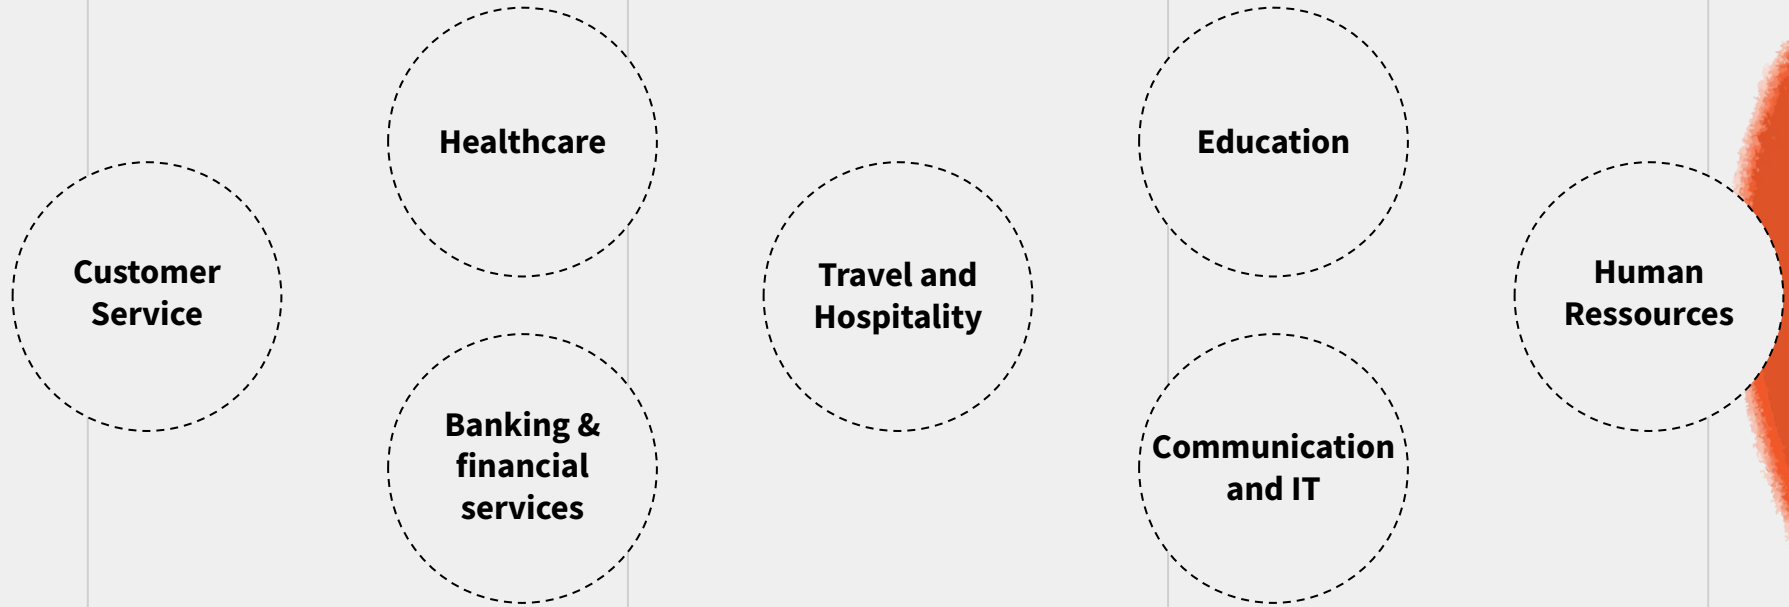 Customer
Service
Healthcare
Banking &
financial
services
Travel and
Hospitality
Education
Communication
and IT
Human
Ressources